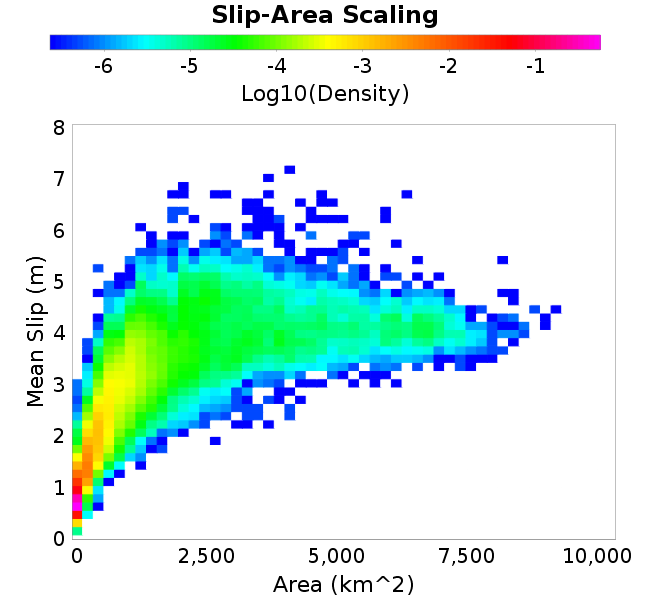 Slip-Area Scaling
-6 -5 -4 -3 -2 -1
Log10(Density)
8
7
6
5
4
3
2
1
0
Mean Slip (m)
0 2,500 5,000 7,500 10,000
Area (km^2)